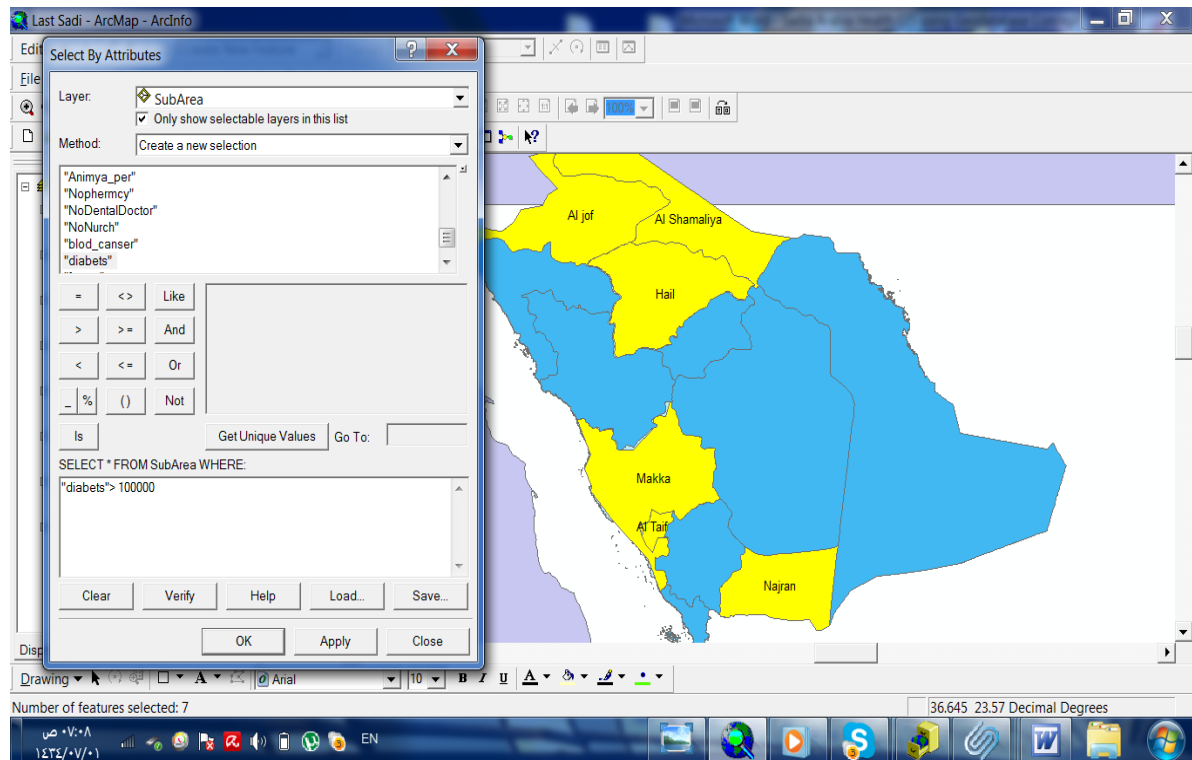 Last Sadi - ArcMap - ArcInfo
Select By Attributes
Layer:
SubArea
Only show selectable layers in this list
Method:
Create a new selection
"Animya_per"
"Nophermcy"
"NoDentalDoctor"
"NoNurch"
"blod_canser"
"diabets"
= <> Like
> >= And
< <= Or
_ % () Not
Is
Get Unique Values
Go To:
SELECT * FROM SubArea WHERE:
"diabets"> 100000
Clear
Verify
Help
Load...
Save...
OK
Apply
Close
100%
Al jof
Al Shamaliya
Hail
Makka
Al Taif
Najran
Drawing
A
Arial
10
B I U A
Number of features selected: 7
36.645 23.57 Decimal Degrees
٠٧:٠٨ ص
١٤٣٤/٠٧/٠١
EN